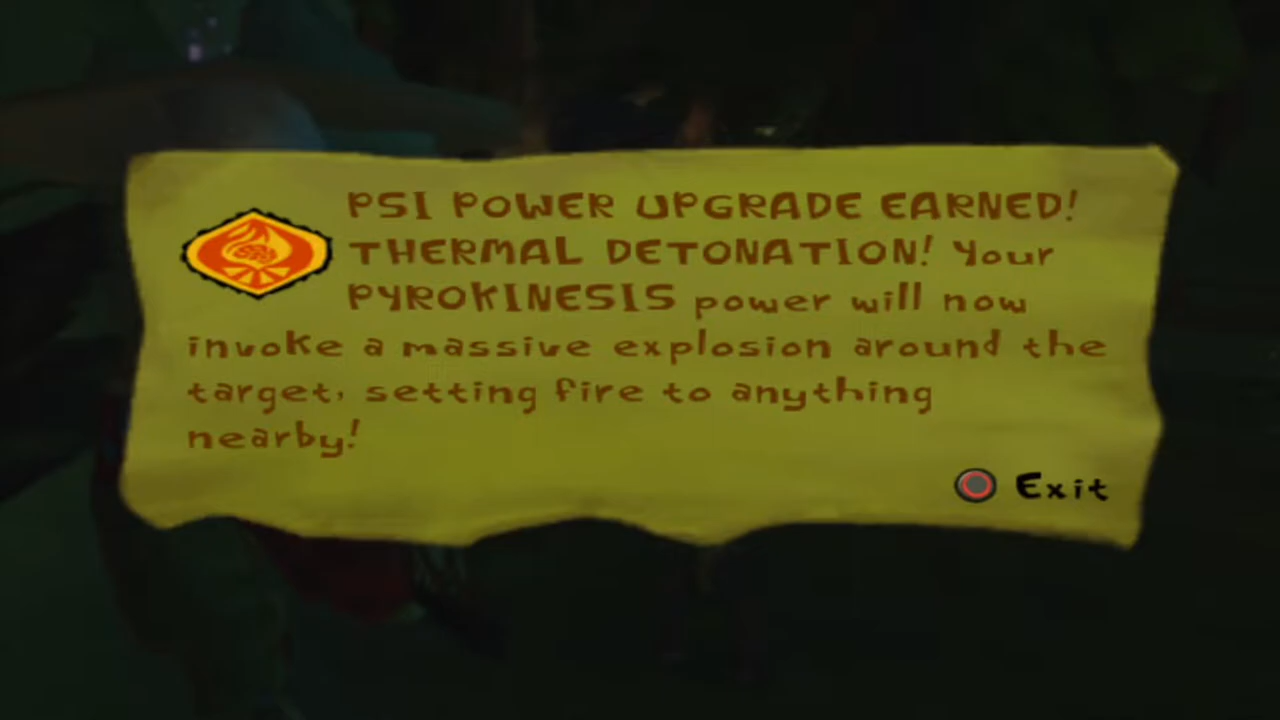 PSI POWER UPGRADE EARNED!
THERMAL DETONATION! Your
PYROKINESIS power will now
invoke a massive explosion around the
target, setting fire to anything
nearby!
Exit